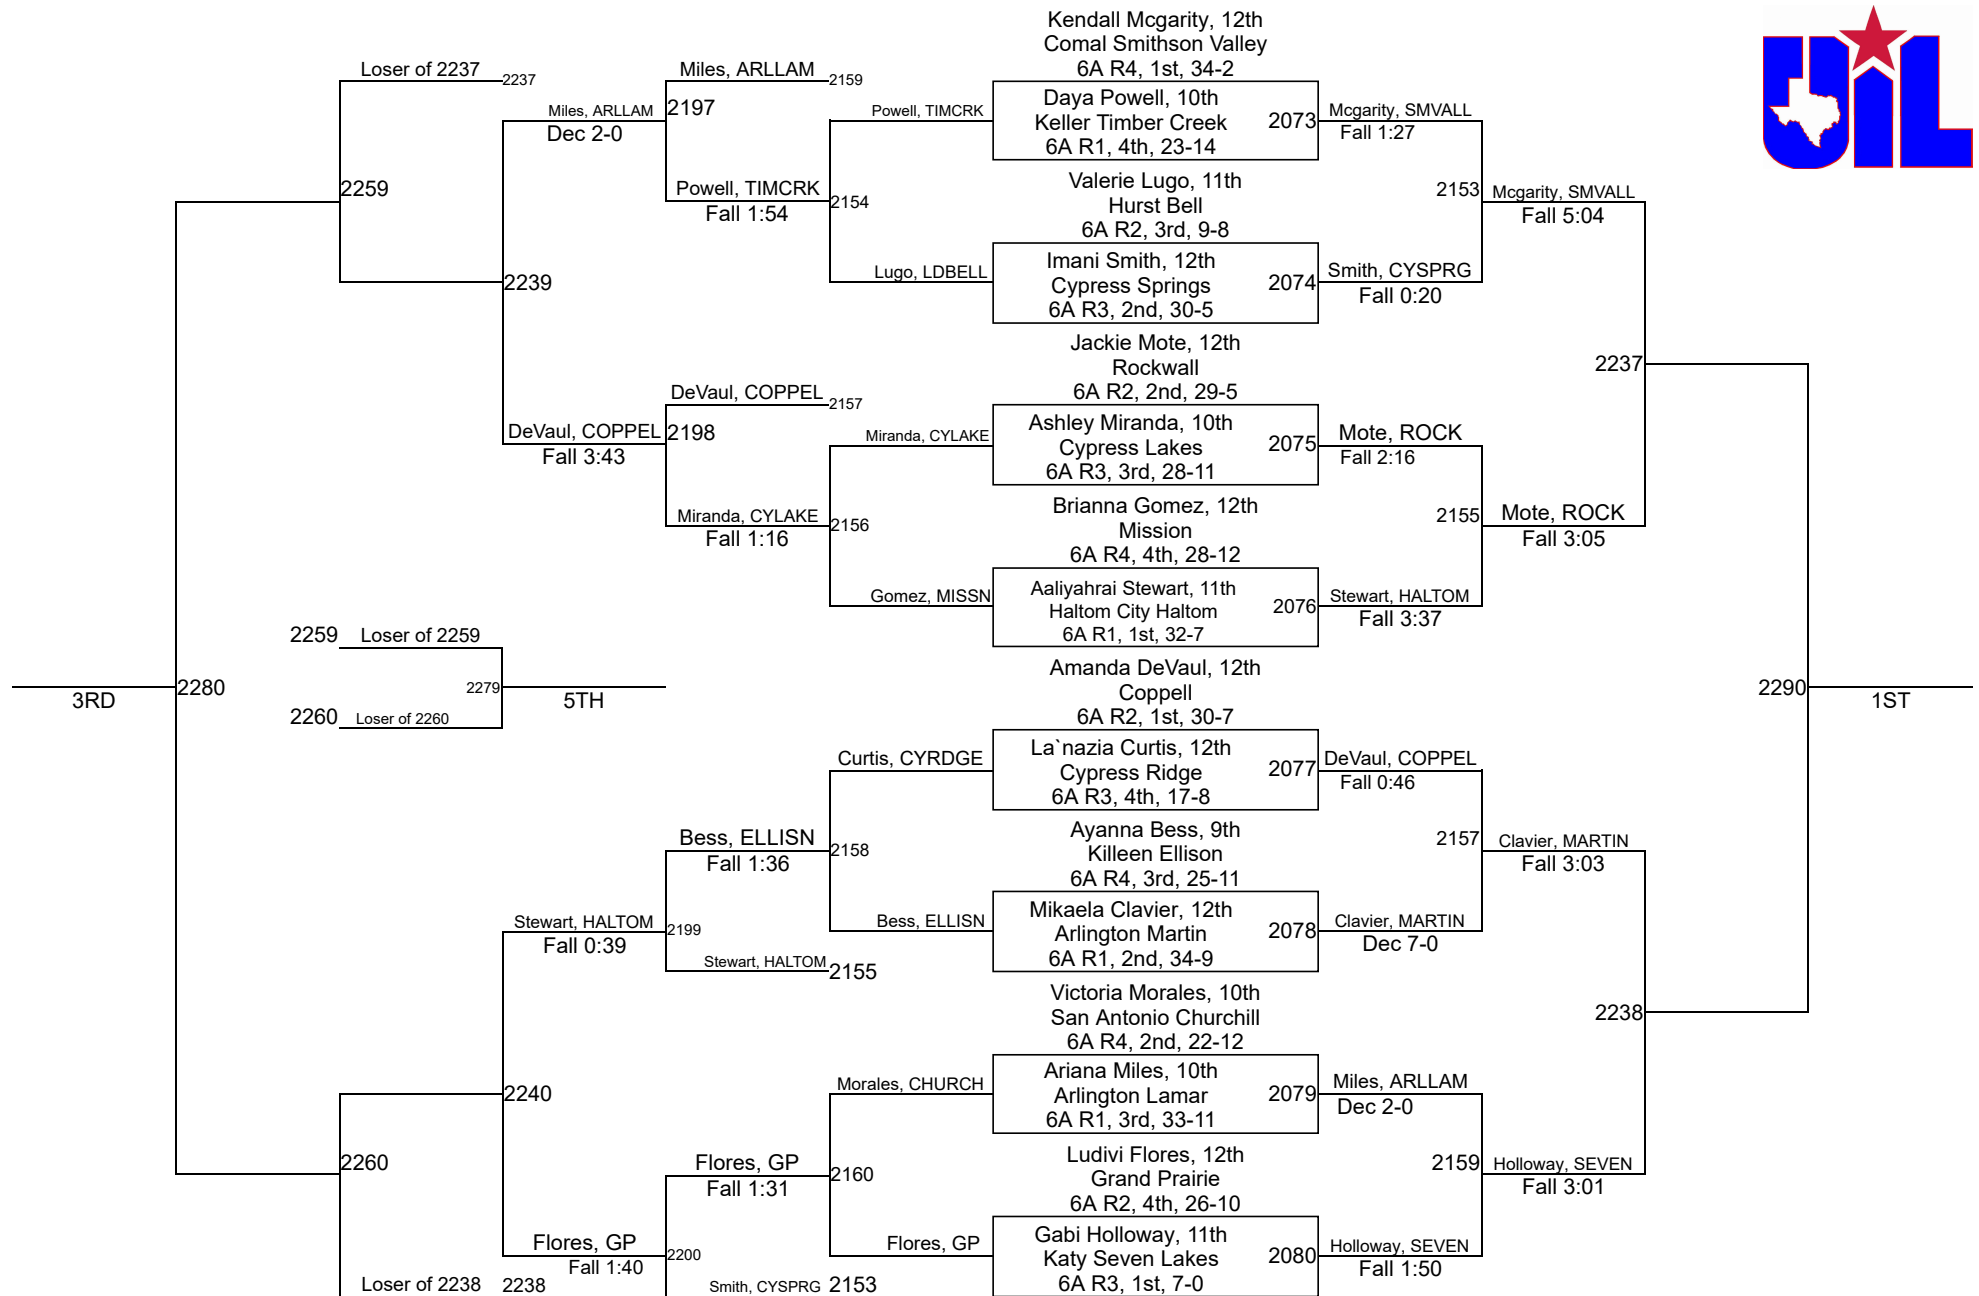 Kendall Mcgarity, 12th
Comal Smithson Valley
6A R4, 1st, 34-2
Loser of 2237
2237
Miles, ARLLAM
2159
Miles, ARLLAM
2197
Dec 2-0
Powell, TIMCRK
Daya Powell, 10th
Keller Timber Creek
6A R1, 4th, 23-14
2073
Mcgarity, SMVALL
Fall 1:27
UIL
2259
Powell, TIMCRK
Fall 1:54
2154
Valerie Lugo, 11th
Hurst Bell
6A R2, 3rd, 9-8
2153
Mcgarity, SMVALL
Fall 5:04
2239
Lugo, LDBELL
Imani Smith, 12th
Cypress Springs
6A R3, 2nd, 30-5
2074
Smith, CYSPRG
Fall 0:20
Jackie Mote, 12th
Rockwall
6A R2, 2nd, 29-5
2237
DeVaul, COPPEL
2157
DeVaul, COPPEL
2198
Fall 3:43
Miranda, CYLAKE
Ashley Miranda, 10th
Cypress Lakes
6A R3, 3rd, 28-11
2075
Mote, ROCK
Fall 2:16
Miranda, CYLAKE
Fall 1:16
2156
Brianna Gomez, 12th
Mission
6A R4, 4th, 28-12
2155
Mote, ROCK
Fall 3:05
Gomez, MISSN
Aaliyahrai Stewart, 11th
Haltom City Haltom
6A R1, 1st, 32-7
2076
Stewart, HALTOM
Fall 3:37
2259
Loser of 2259
3RD
2280
2279
5TH
2260
Loser of 2260
Amanda DeVaul, 12th
Coppell
6A R2, 1st, 30-7
2290
1ST
Curtis, CYRDGE
La`nazia Curtis, 12th
Cypress Ridge
6A R3, 4th, 17-8
2077
DeVaul, COPPEL
Fall 0:46
Bess, ELLISN
Fall 1:36
2158
Ayanna Bess, 9th
Killeen Ellison
6A R4, 3rd, 25-11
2157
Clavier, MARTIN
Fall 3:03
Stewart, HALTOM
Fall 0:39
2199
Bess, ELLISN
Mikaela Clavier, 12th
Arlington Martin
6A R1, 2nd, 34-9
2078
Clavier, MARTIN
Dec 7-0
Stewart, HALTOM
2155
Victoria Morales, 10th
San Antonio Churchill
6A R4, 2nd, 22-12
2238
2240
Morales, CHURCH
Ariana Miles, 10th
Arlington Lamar
6A R1, 3rd, 33-11
2079
Miles, ARLLAM
Dec 2-0
2260
Flores, GP
Fall 1:31
2160
Ludivi Flores, 12th
Grand Prairie
6A R2, 4th, 26-10
2159
Holloway, SEVEN
Fall 3:01
Flores, GP
Fall 1:40
2200
Flores, GP
Gabi Holloway, 11th
Katy Seven Lakes
6A R3, 1st, 7-0
2080
Holloway, SEVEN
Fall 1:50
Loser of 2238
2238
Smith, CYSPRG
2153